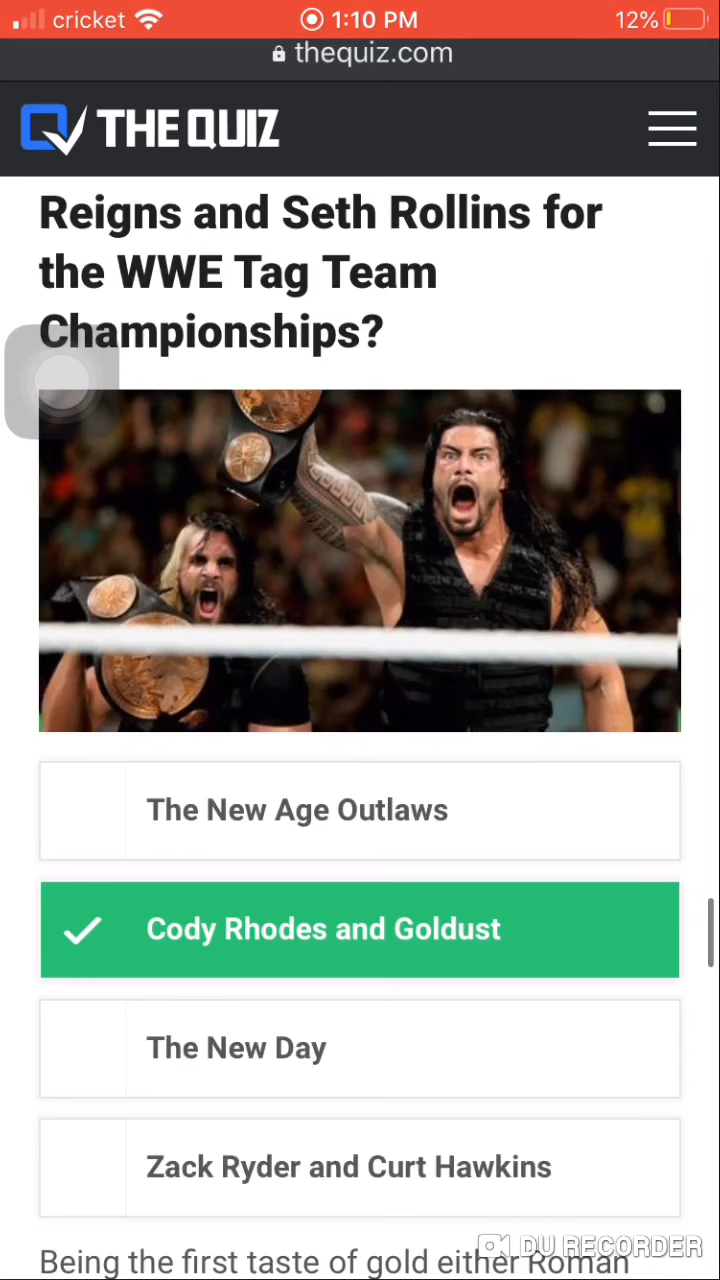 cricket 1:10 PM 12%
thequiz.com
THE QUIZ
Reigns and Seth Rollins for
the WWE Tag Team
Championships?
The New Age Outlaws
Cody Rhodes and Goldust
The New Day
Zack Ryder and Curt Hawkins
Being the first taste of gold either Roman
DU RECORDER